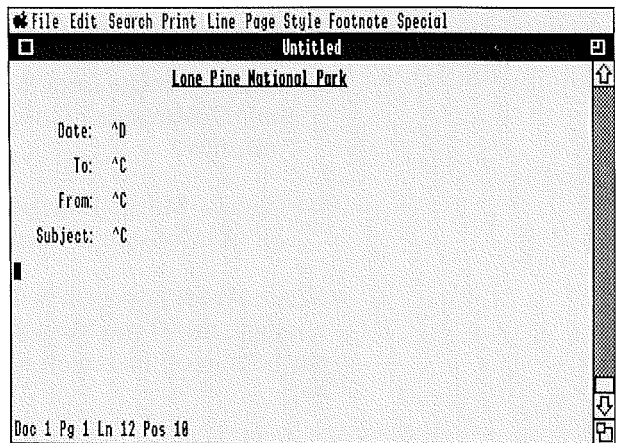 File Edit Search Print Line Page Style Footnote Special
Untitled
Lone Pine National Park
Date: ^D
To: ^C
From: ^C
Subject: ^C
Doc 1 Pg 1 Ln 12 Pos 10